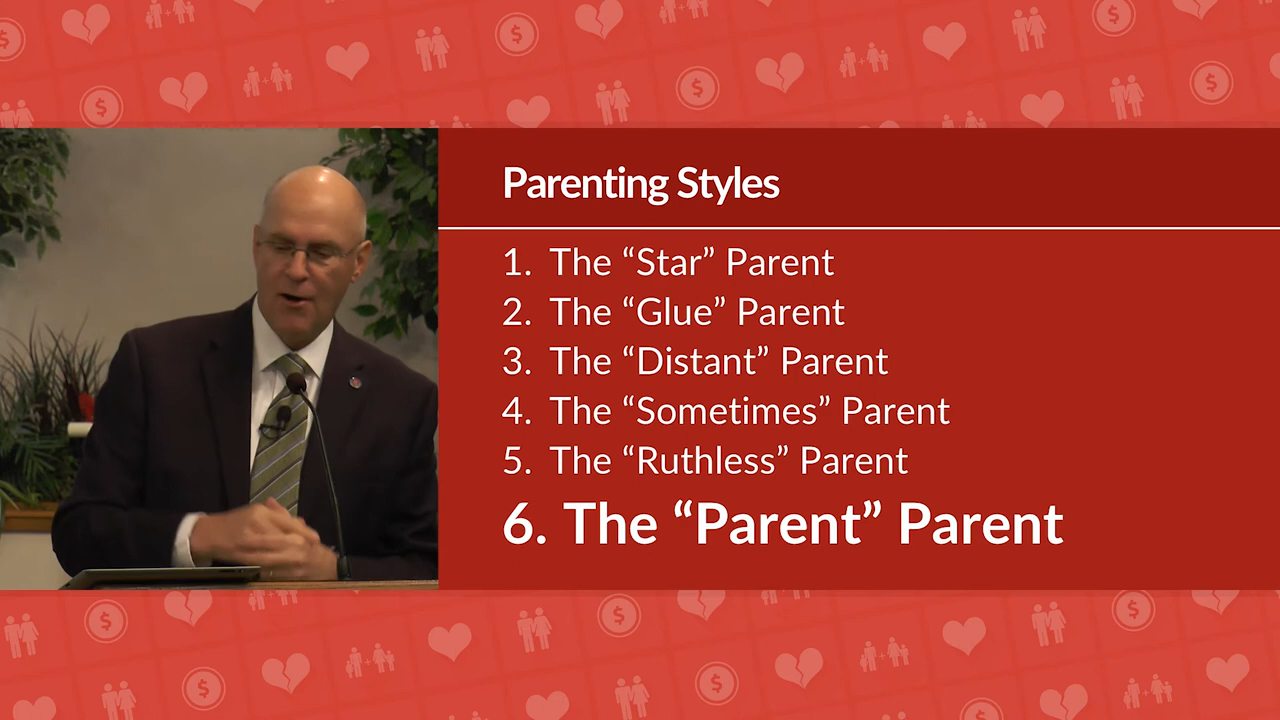 Parenting Styles
1. The “Star” Parent
2. The “Glue” Parent
3. The “Distant” Parent
4. The “Sometimes” Parent
5. The “Ruthless” Parent
6. The “Parent” Parent